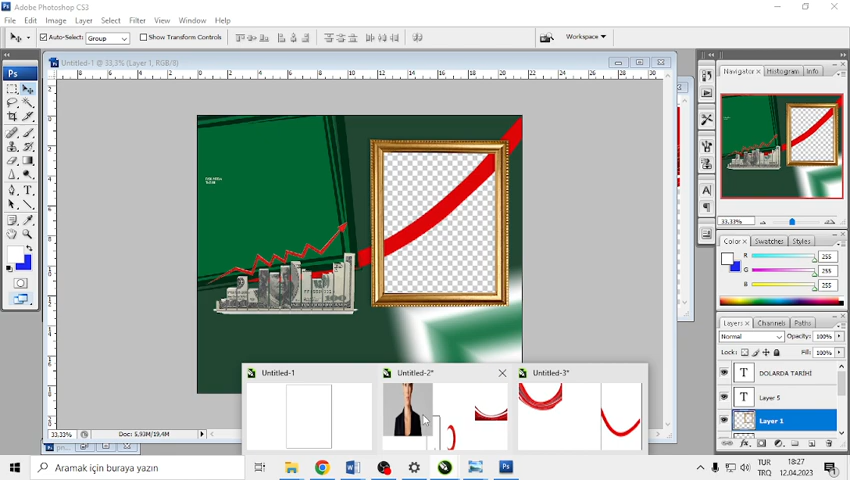 Adobe Photoshop CS3
File Edit Image Layer Select Filter View Window Help
Auto-Select: Group Show Transform Controls Workspace
Untitled-1 @ 33,3% (Layer 1, RGB/8)
Ps
Navigator Histogram Info
33.33%
Color Swatches Styles
R 255
G 255
B 255
Layers Channels Paths
Normal Opacity: 100%
Lock: Fill: 100%
T DOLARDA TARİHİ
T Layer 5
Layer 1
33,33% Doc: 5,93M/19,4M
Untitled-1 Untitled-2* Untitled-3*
Aramak için buraya yazın
TUR
TRQ
18:27
12.04.2023